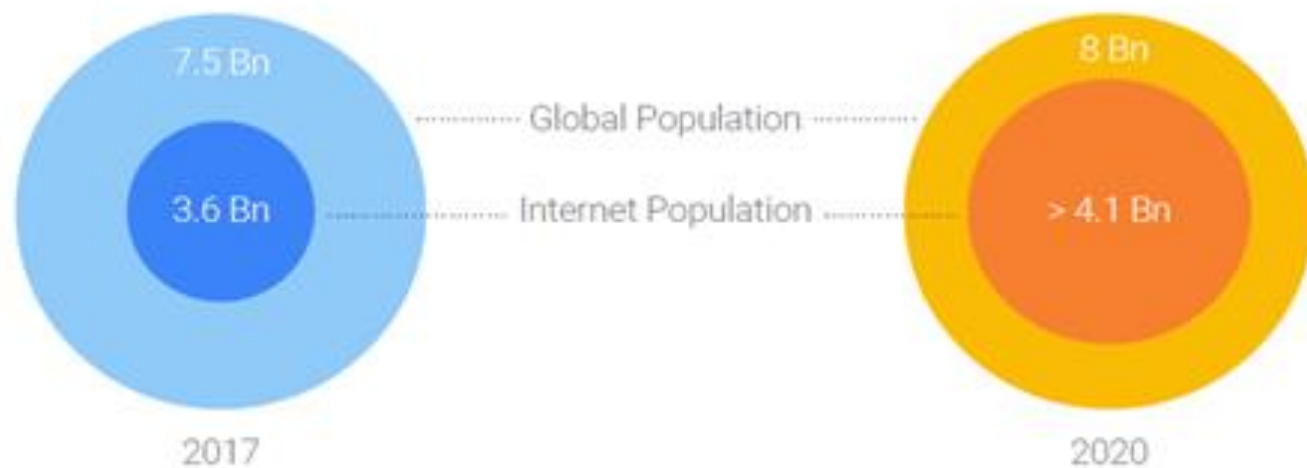 7.5 Bn
8 Bn
Global Population
3.6 Bn
Internet Population
> 4.1 Bn
2017
2020